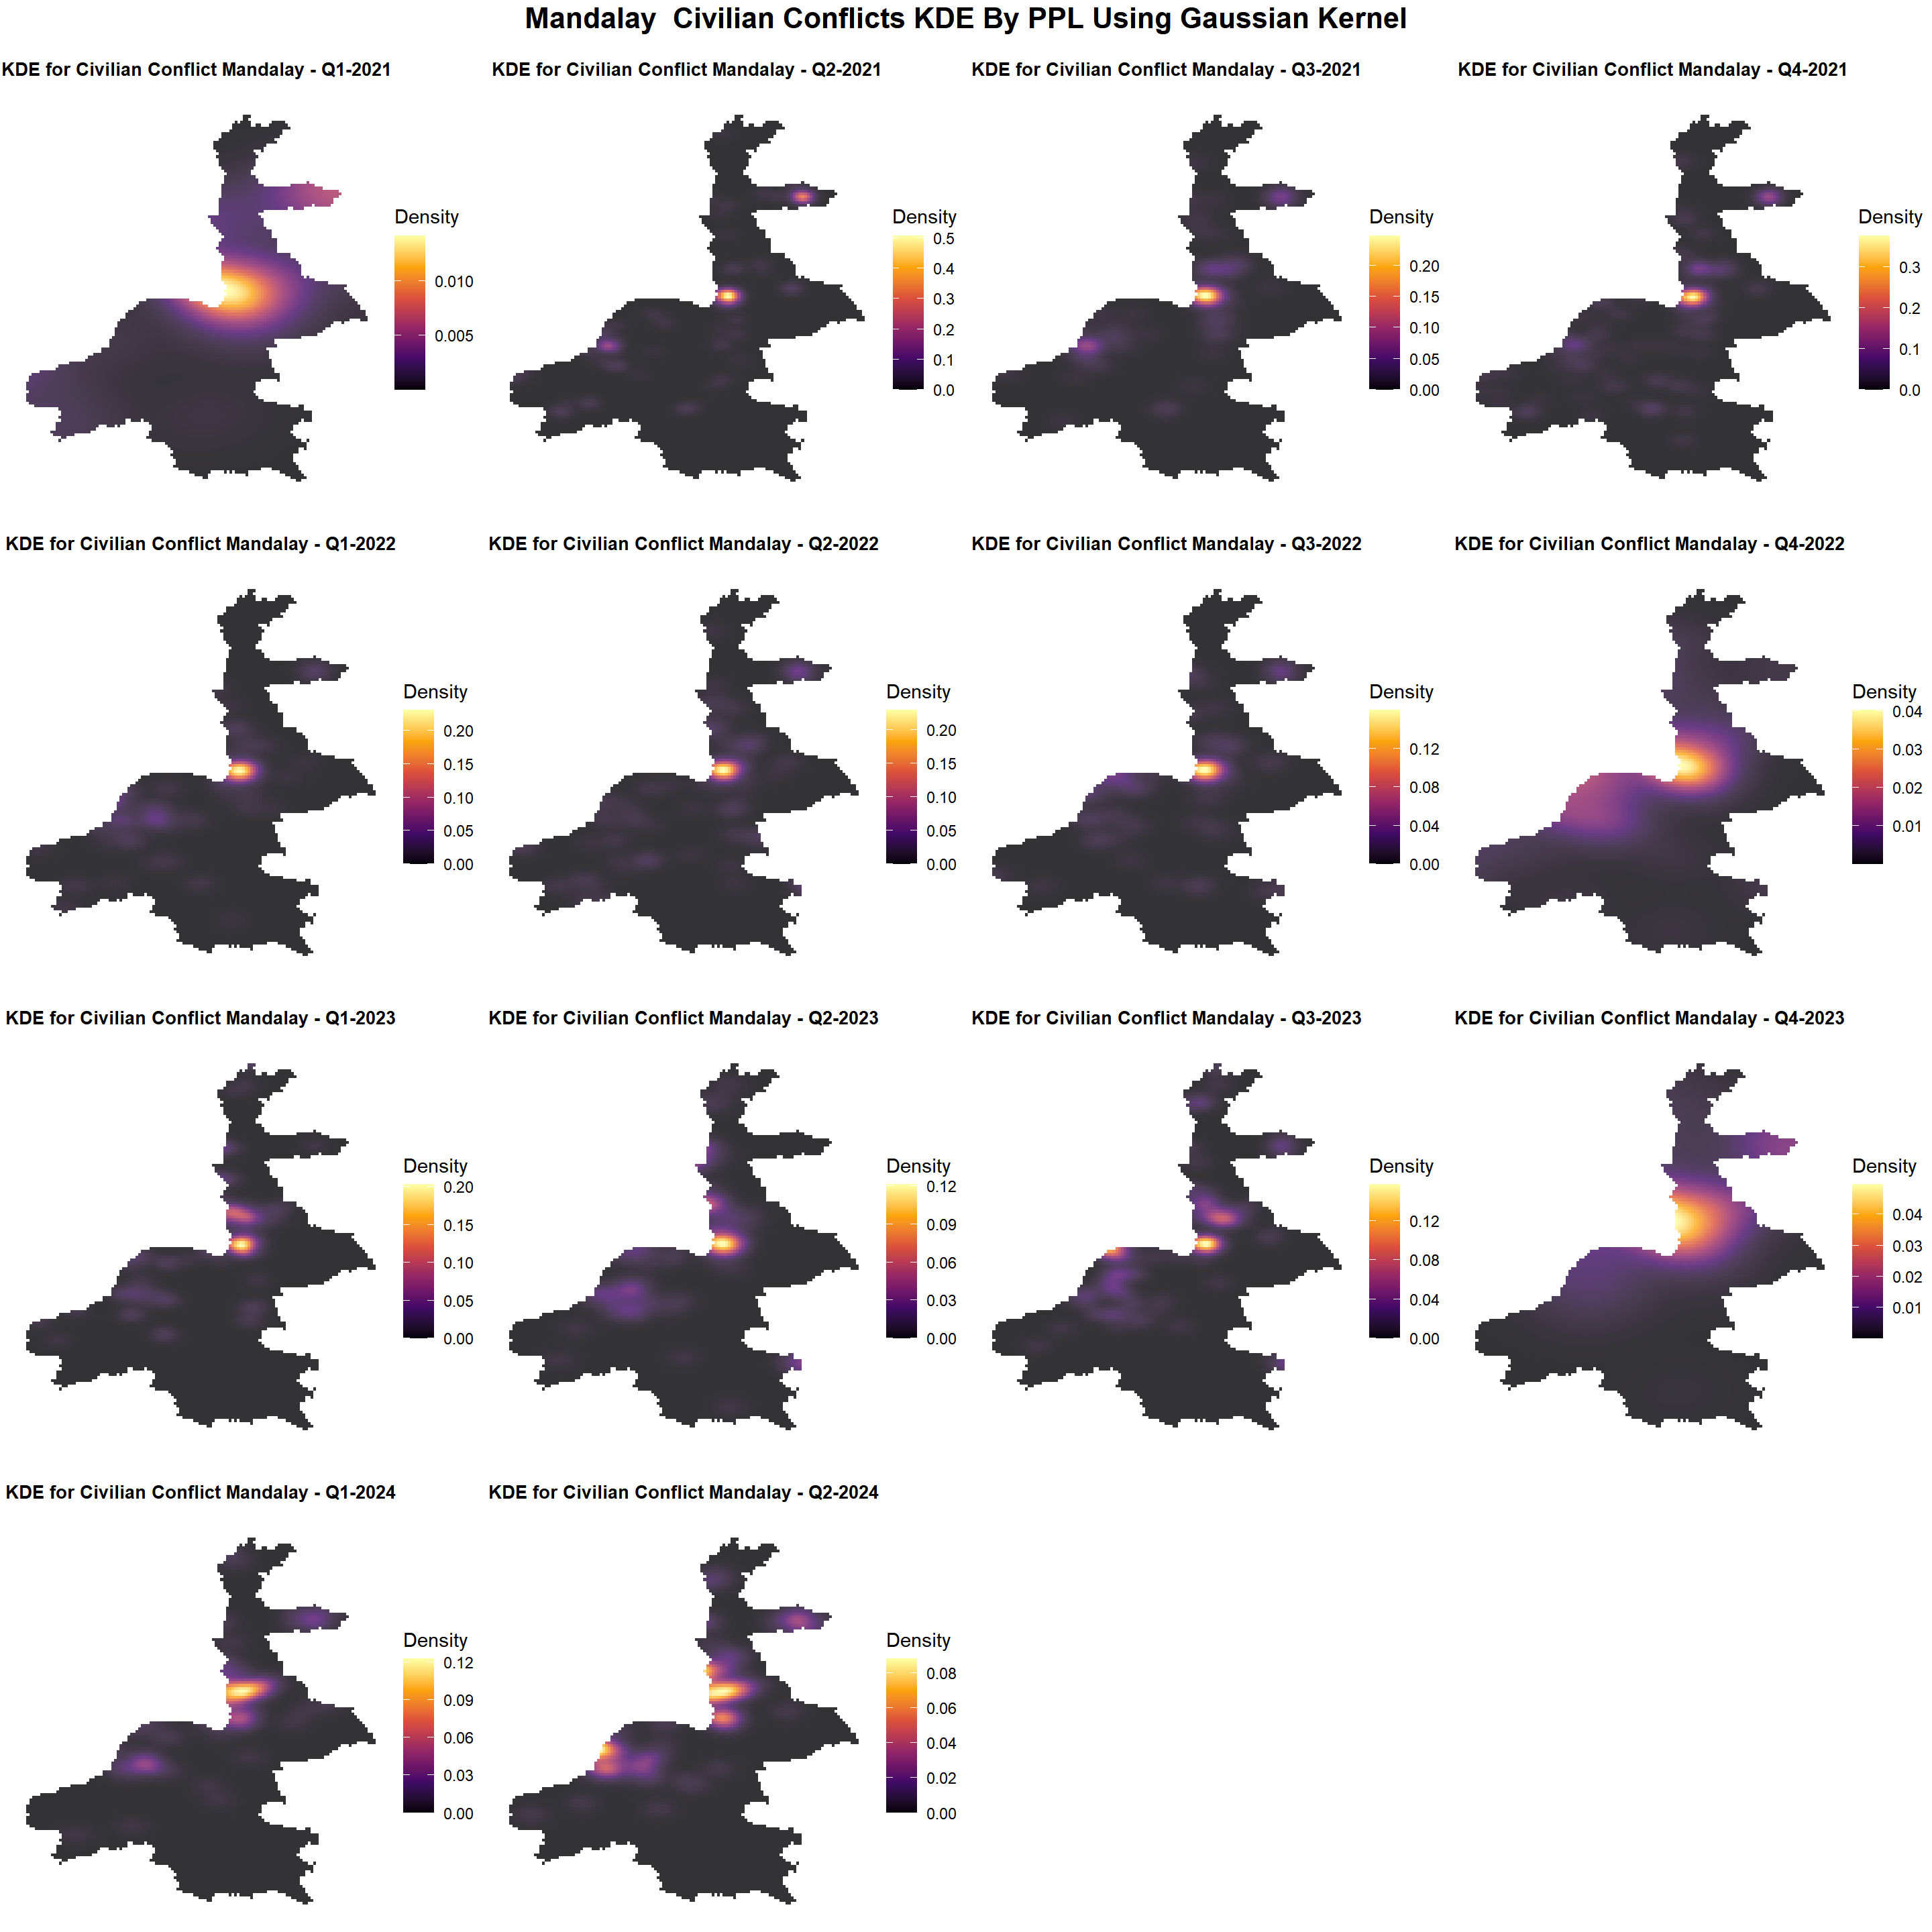 Mandalay  Civilian Conflicts KDE By PPL Using Gaussian Kernel
KDE for Civilian Conflict Mandalay - Q1-2021
Density
0.010
0.005
KDE for Civilian Conflict Mandalay - Q2-2021
Density
0.5
0.4
0.3
0.2
0.1
0.0
KDE for Civilian Conflict Mandalay - Q3-2021
Density
0.20
0.15
0.10
0.05
0.00
KDE for Civilian Conflict Mandalay - Q4-2021
Density
0.3
0.2
0.1
0.0
KDE for Civilian Conflict Mandalay - Q1-2022
Density
0.20
0.15
0.10
0.05
0.00
KDE for Civilian Conflict Mandalay - Q2-2022
Density
0.20
0.15
0.10
0.05
0.00
KDE for Civilian Conflict Mandalay - Q3-2022
Density
0.12
0.08
0.04
0.00
KDE for Civilian Conflict Mandalay - Q4-2022
Density
0.04
0.03
0.02
0.01
KDE for Civilian Conflict Mandalay - Q1-2023
Density
0.20
0.15
0.10
0.05
0.00
KDE for Civilian Conflict Mandalay - Q2-2023
Density
0.12
0.09
0.06
0.03
0.00
KDE for Civilian Conflict Mandalay - Q3-2023
Density
0.12
0.08
0.04
0.00
KDE for Civilian Conflict Mandalay - Q4-2023
Density
0.04
0.03
0.02
0.01
KDE for Civilian Conflict Mandalay - Q1-2024
Density
0.12
0.09
0.06
0.03
0.00
KDE for Civilian Conflict Mandalay - Q2-2024
Density
0.08
0.06
0.04
0.02
0.00